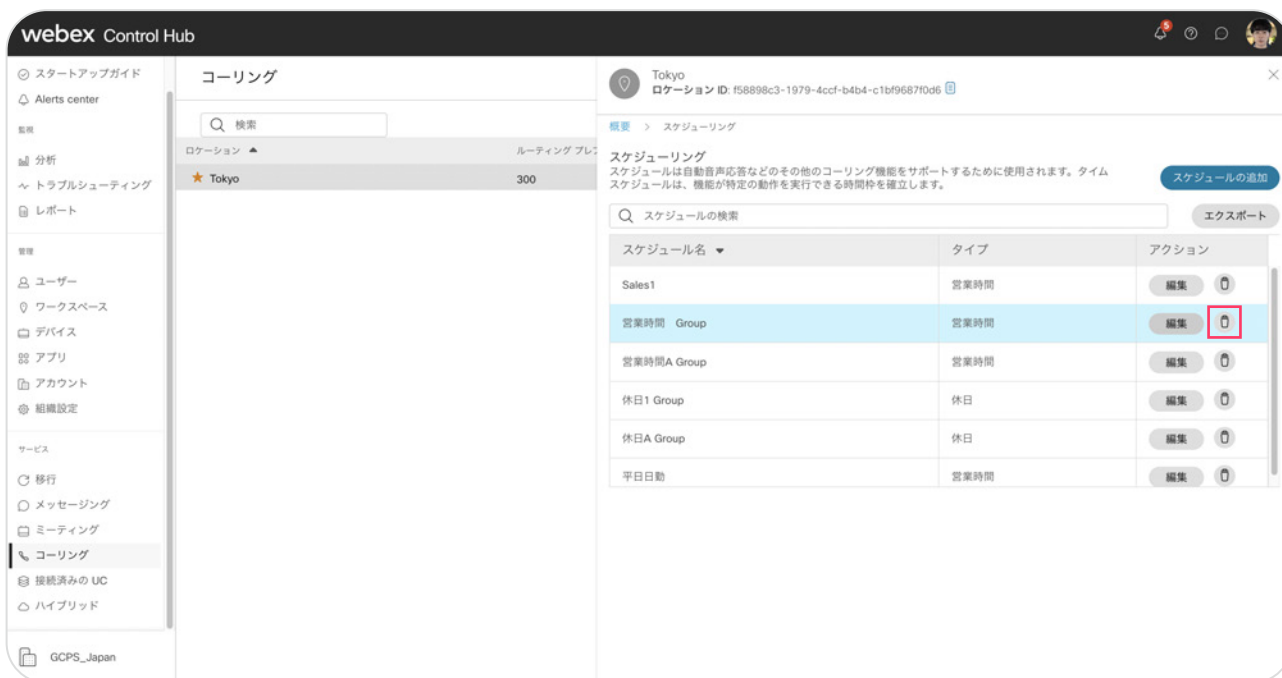 webex Control Hub
5
スタートアップガイド
Alerts center
監視
分析
トラブルシューティング
レポート
管理
ユーザー
ワークスペース
デバイス
アプリ
アカウント
組織設定
サービス
移行
メッセージング
ミーティング
コーリング
接続済みの UC
ハイブリッド
GCPS_Japan
コーリング
検索
ロケーション ルーティング プレフ
Tokyo 300
Tokyo
ロケーション ID: f58898c3-1979-4ccf-b4b4-c1bf9687f0d6
概要 > スケジューリング
スケジューリング
スケジュールは自動音声応答などのその他のコーリング機能をサポートするために使用されます。タイム
スケジュールは、機能が特定の動作を実行できる時間枠を確立します。
スケジュールの追加
スケジュールの検索
エクスポート
スケジュール名 タイプ アクション
Sales1 営業時間 編集
営業時間　Group 営業時間 編集
営業時間A Group 営業時間 編集
休日1 Group 休日 編集
休日A Group 休日 編集
平日日勤 営業時間 編集